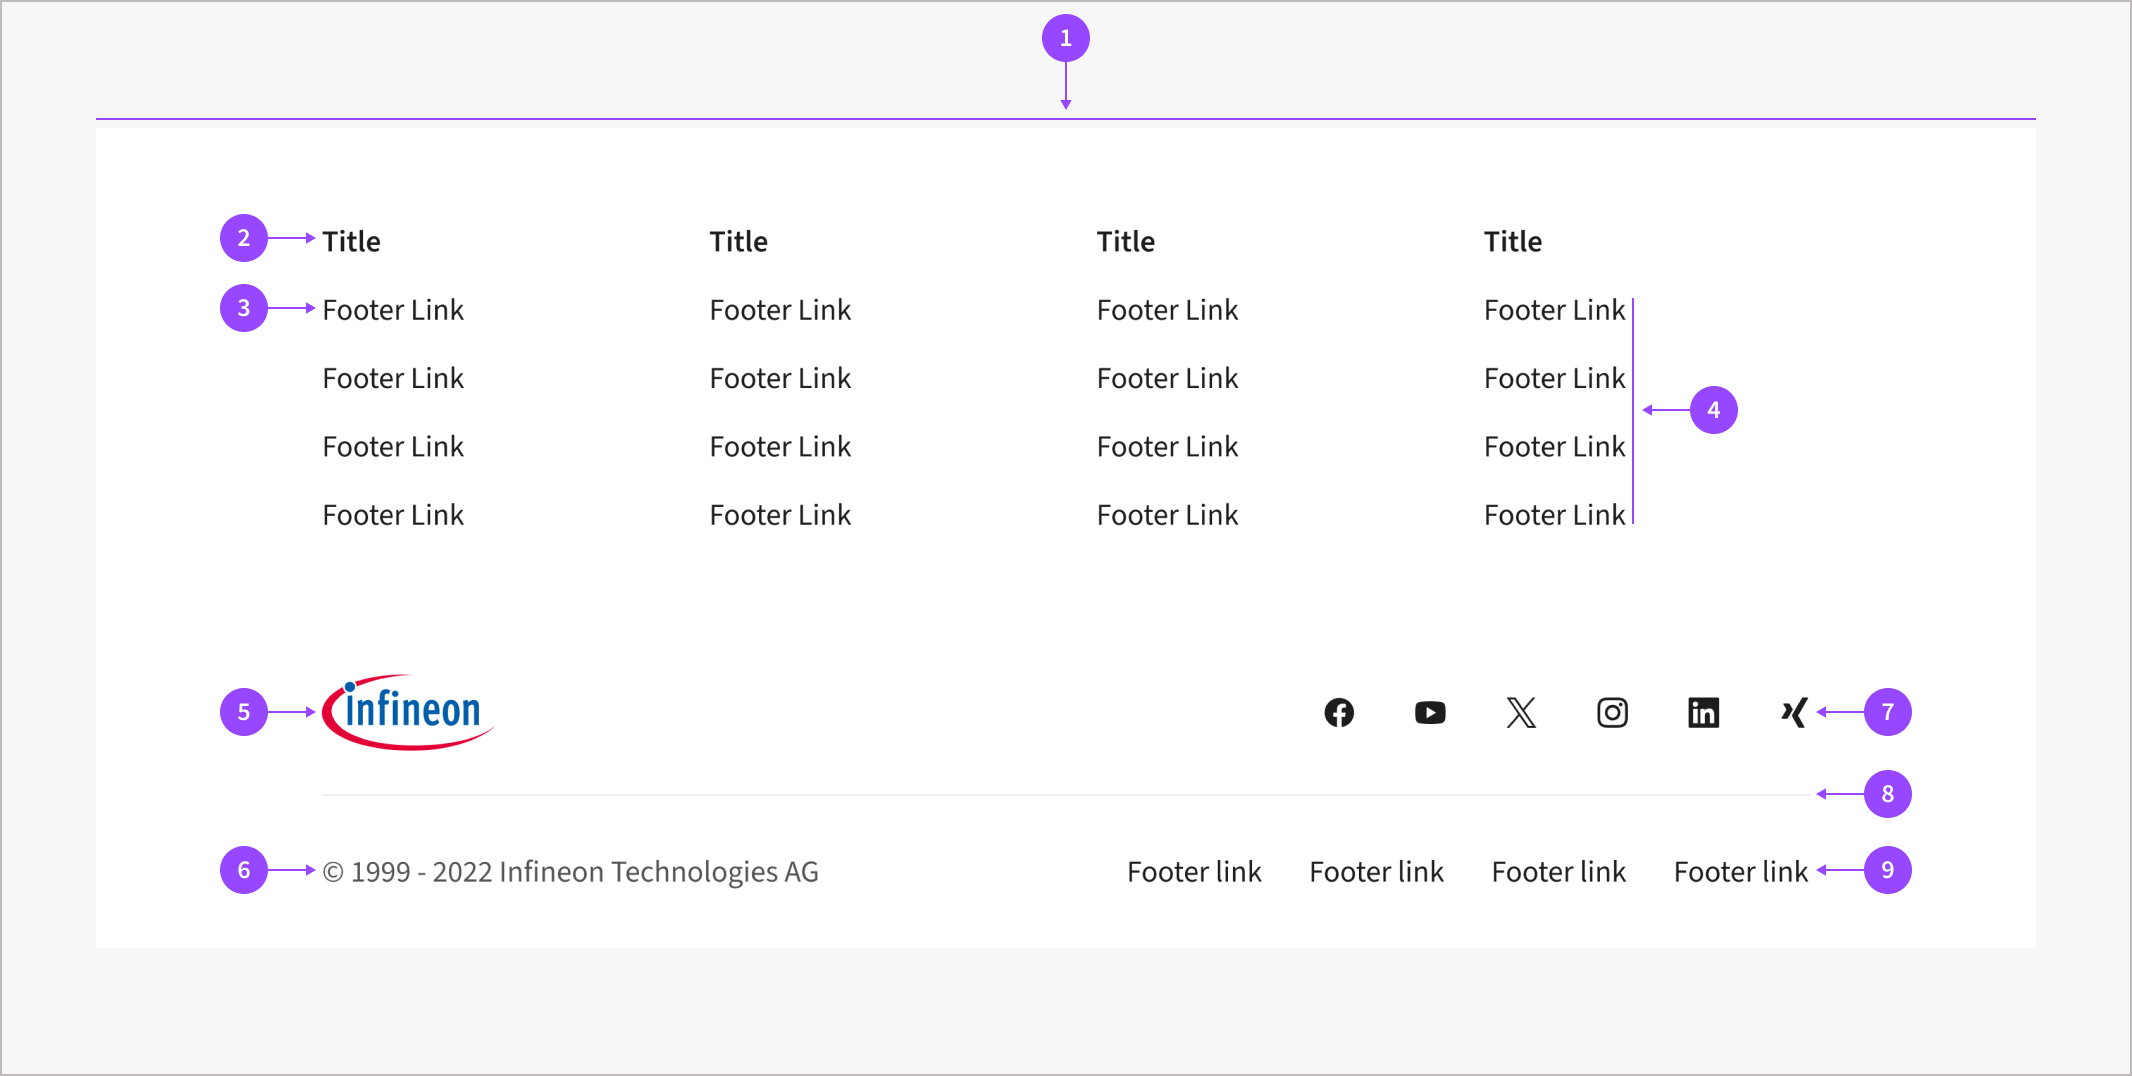 1
2 Title Title Title Title
3 Footer Link Footer Link Footer Link Footer Link
Footer Link Footer Link Footer Link Footer Link
4
Footer Link Footer Link Footer Link Footer Link
Footer Link Footer Link Footer Link Footer Link
5 infineon in 7
8
6 © 1999 - 2022 Infineon Technologies AG Footer link Footer link Footer link Footer link 9